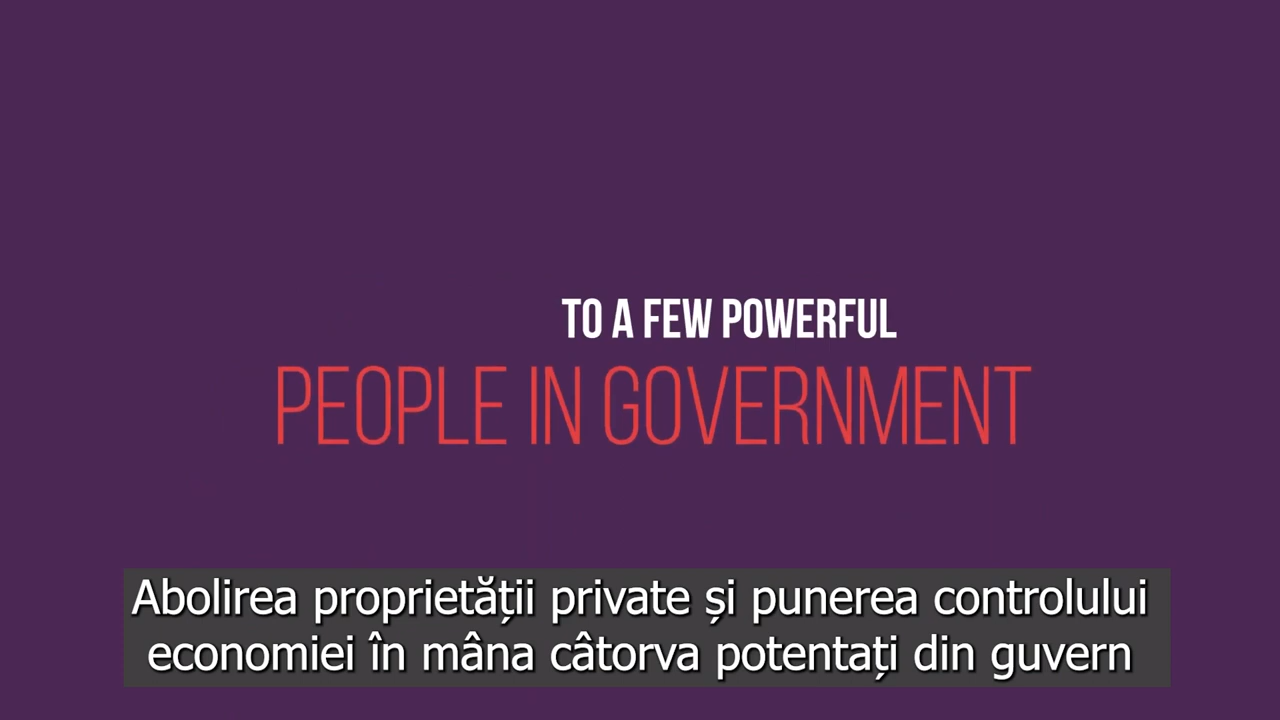 TO A FEW POWERFUL
PEOPLE IN GOVERNMENT
Abolirea proprietății private și punerea controlului
economiei în mâna câtorva potentați din guvern